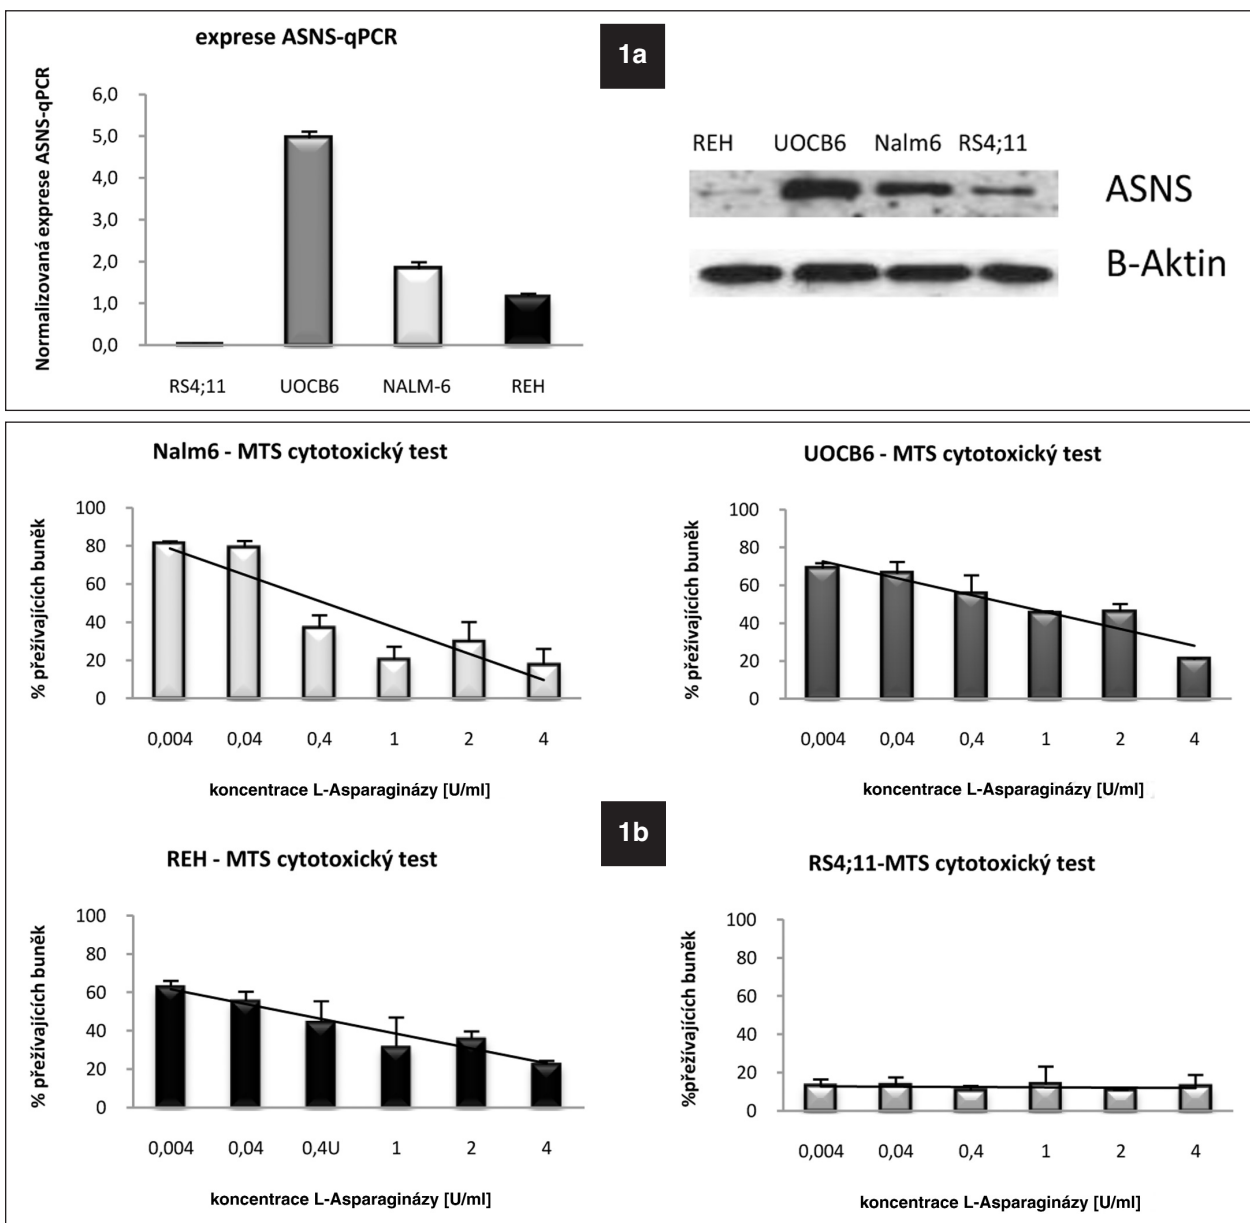 exprese ASNS-qPCR
1a
Normalizovaná exprese ASNS-qPCR
6,0
5,0
4,0
3,0
2,0
1,0
0,0
RS4;11 UOCB6 NALM-6 REH
REH UOCB6 Nalm6 RS4;11
ASNS
B-Aktin
Nalm6 - MTS cytotoxický test
% přežívajících buněk
100
80
60
40
20
0
0,004 0,04 0,4 1 2 4
koncentrace L-Asparaginázy [U/ml]
UOCB6 - MTS cytotoxický test
% přežívajících buněk
100
80
60
40
20
0
0,004 0,04 0,4 1 2 4
koncentrace L-Asparaginázy [U/ml]
1b
REH - MTS cytotoxický test
% přežívajících buněk
100
80
60
40
20
0
0,004 0,04 0,4U 1 2 4
koncentrace L-Asparaginázy [U/ml]
RS4;11-MTS cytotoxický test
%přežívajících buněk
100
80
60
40
20
0
0,004 0,04 0,4 1 2 4
koncentrace L-Asparaginázy [U/ml]